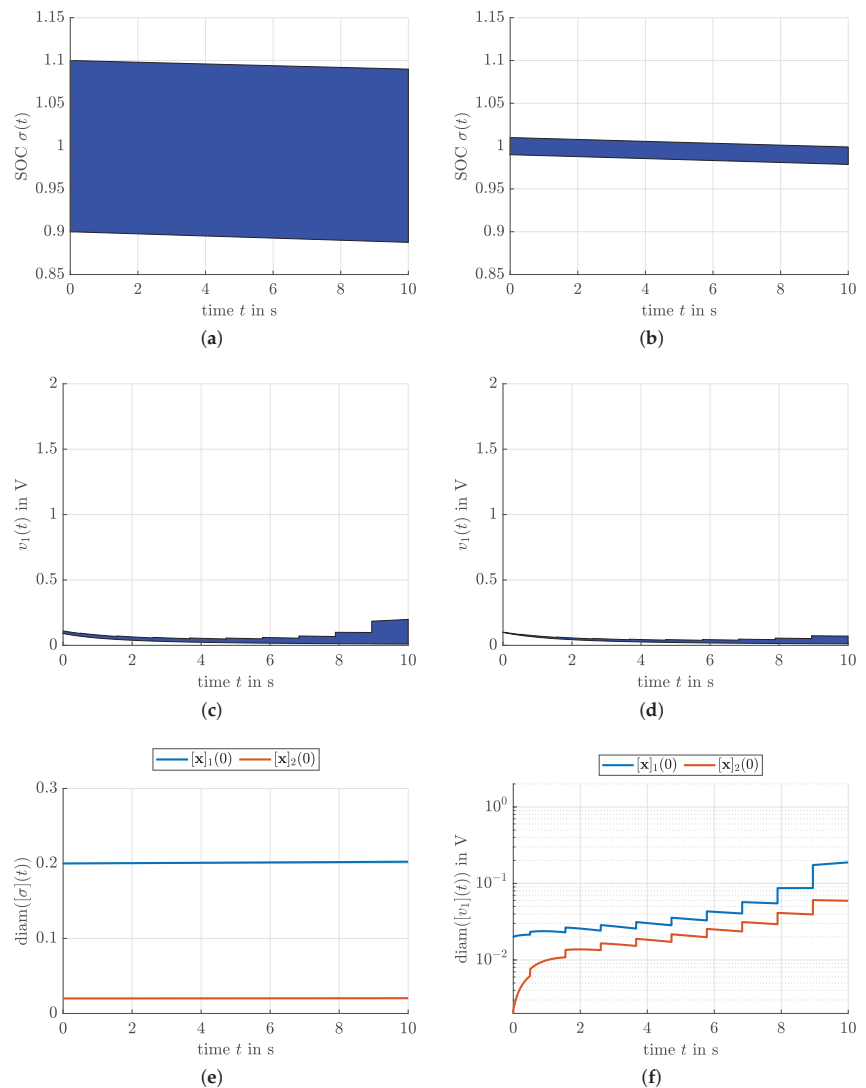 1.15
1.1
1.05
1
0.95
0.9
0.85
SOC σ(t)
0 2 4 6 8 10
time t in s
(a)
1.15
1.1
1.05
1
0.95
0.9
0.85
SOC σ(t)
0 2 4 6 8 10
time t in s
(b)
2
1.5
1
0.5
0
v₁(t) in V
0 2 4 6 8 10
time t in s
(c)
2
1.5
1
0.5
0
v₁(t) in V
0 2 4 6 8 10
time t in s
(d)
[x]₁(0) [x]₂(0)
0.3
0.2
0.1
0
diam([σ](t))
0 2 4 6 8 10
time t in s
(e)
[x]₁(0) [x]₂(0)
10⁰
10⁻¹
10⁻²
diam([v₁](t)) in V
0 2 4 6 8 10
time t in s
(f)